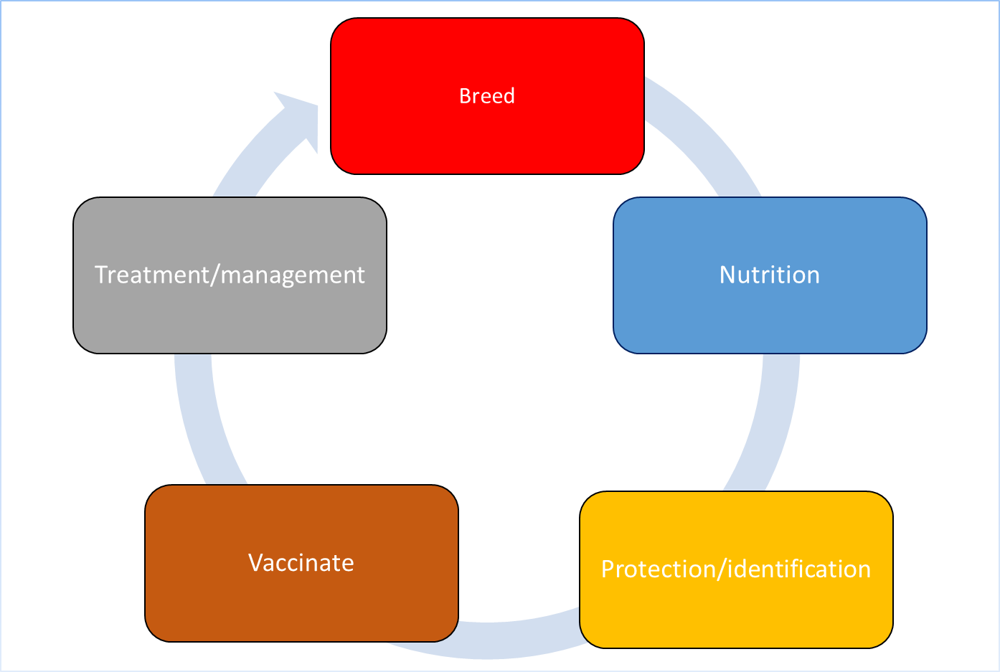 Breed
Nutrition
Protection/identification
Vaccinate
Treatment/management